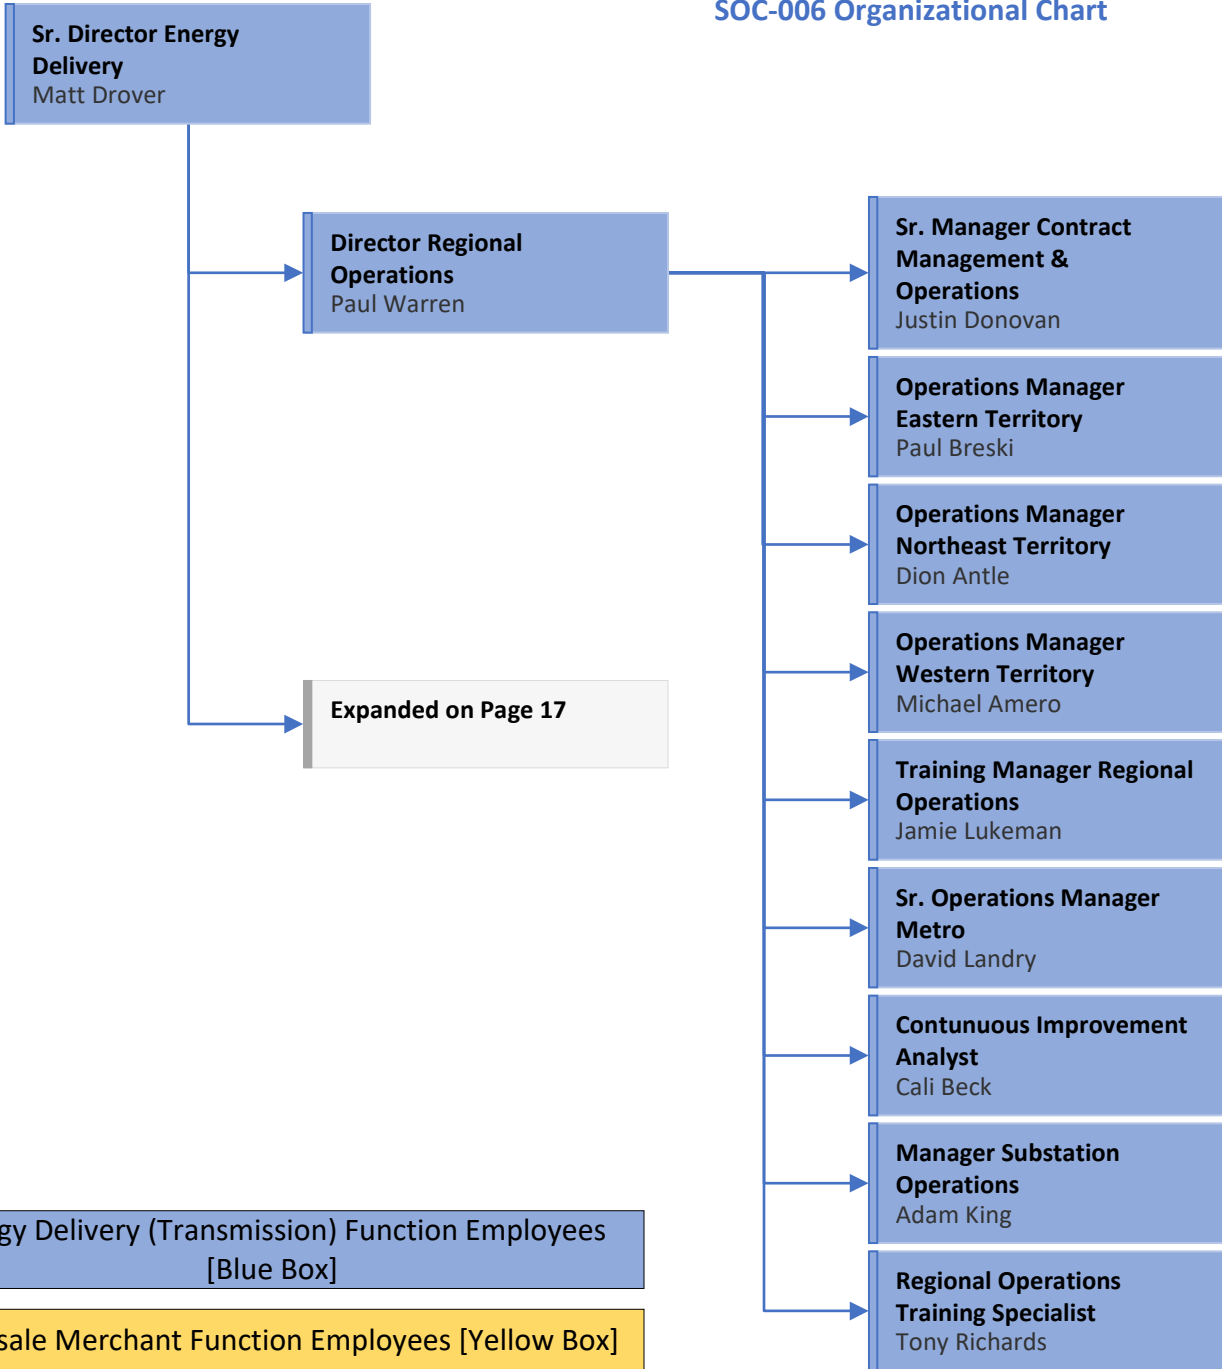 SOC-006 Organizational Chart
Sr. Director Energy
Delivery
Matt Drover
Director Regional
Operations
Paul Warren
Expanded on Page 17
Sr. Manager Contract
Management &
Operations
Justin Donovan
Operations Manager
Eastern Territory
Paul Breski
Operations Manager
Northeast Territory
Dion Antle
Operations Manager
Western Territory
Michael Amero
Training Manager Regional
Operations
Jamie Lukeman
Sr. Operations Manager
Metro
David Landry
Contunuous Improvement
Analyst
Cali Beck
Manager Substation
Operations
Adam King
Regional Operations
Training Specialist
Tony Richards
gy Delivery (Transmission) Function Employees
[Blue Box]
sale Merchant Function Employees [Yellow Box]